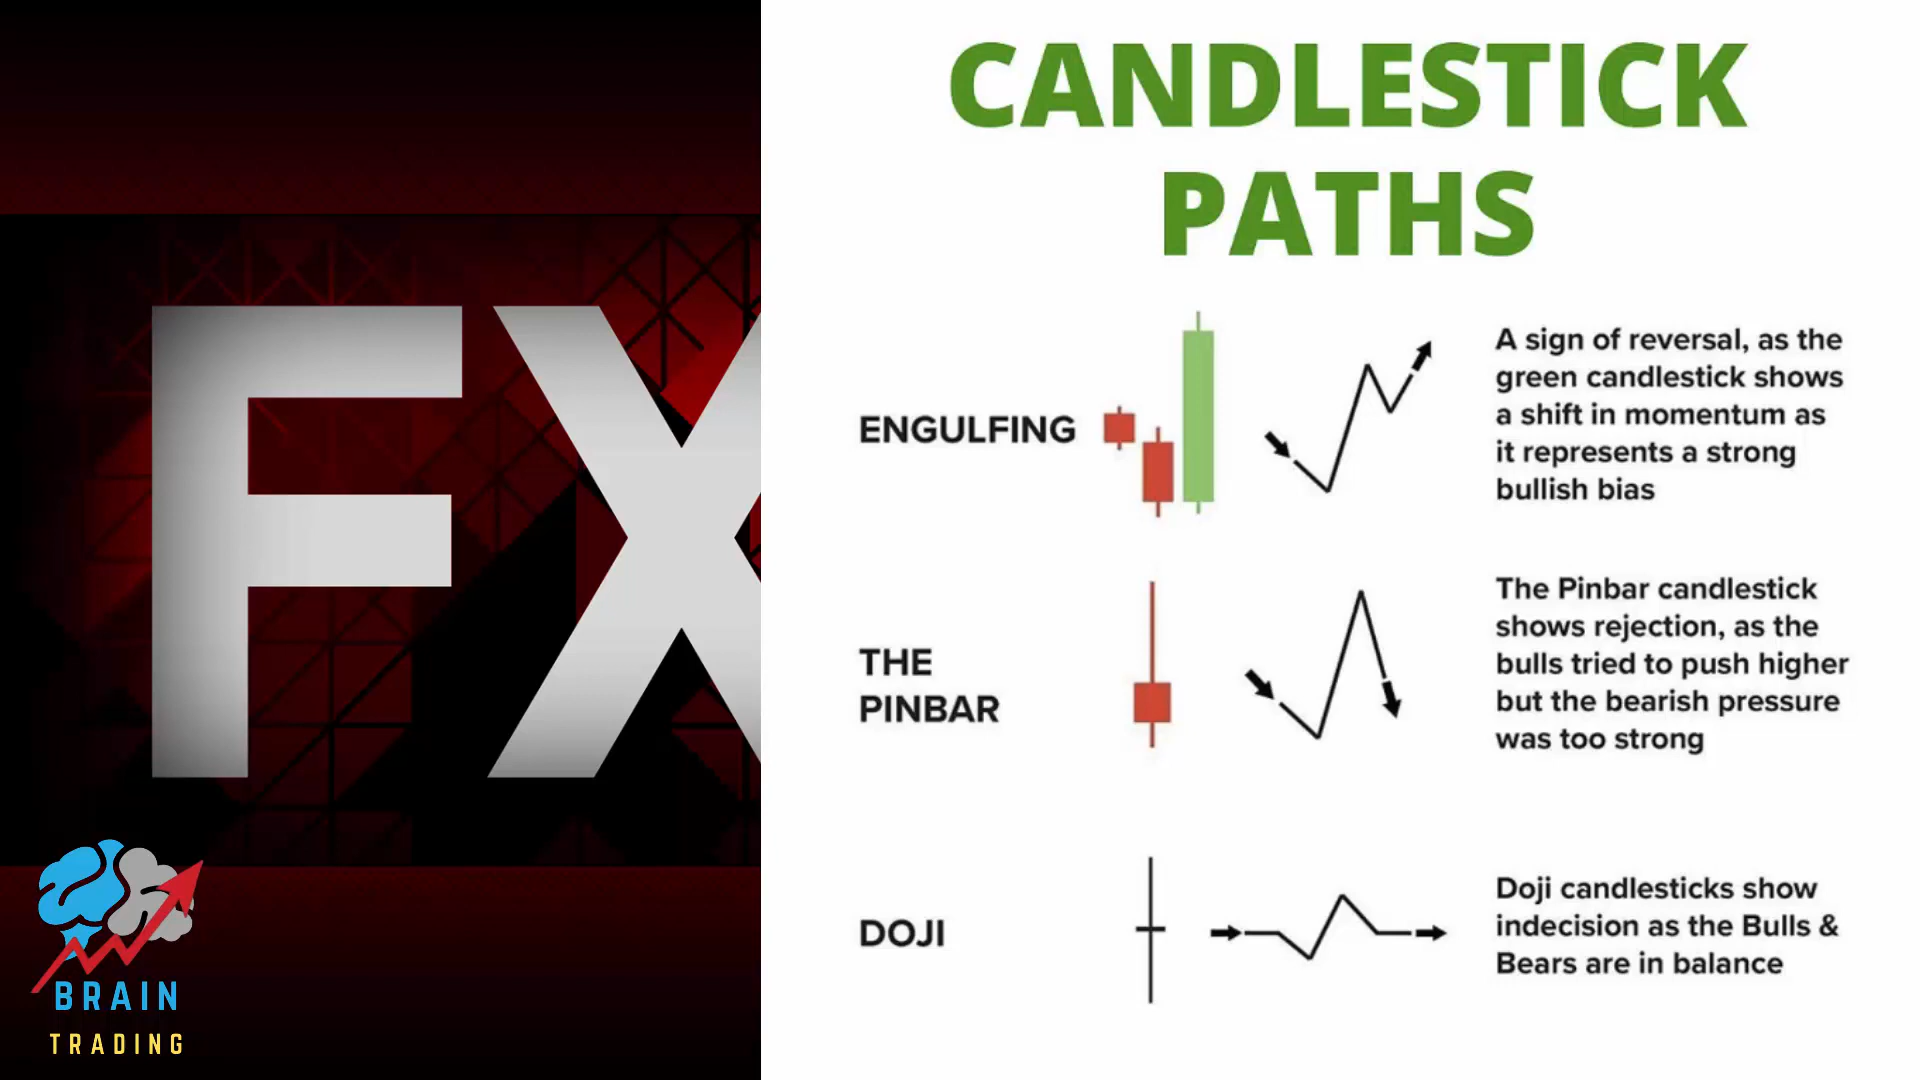 FX
BRAIN
TRADING
CANDLESTICK
PATHS
ENGULFING
A sign of reversal, as the
green candlestick shows
a shift in momentum as
it represents a strong
bullish bias
THE
PINBAR
The Pinbar candlestick
shows rejection, as the
bulls tried to push higher
but the bearish pressure
was too strong
DOJI
Doji candlesticks show
indecision as the Bulls &
Bears are in balance